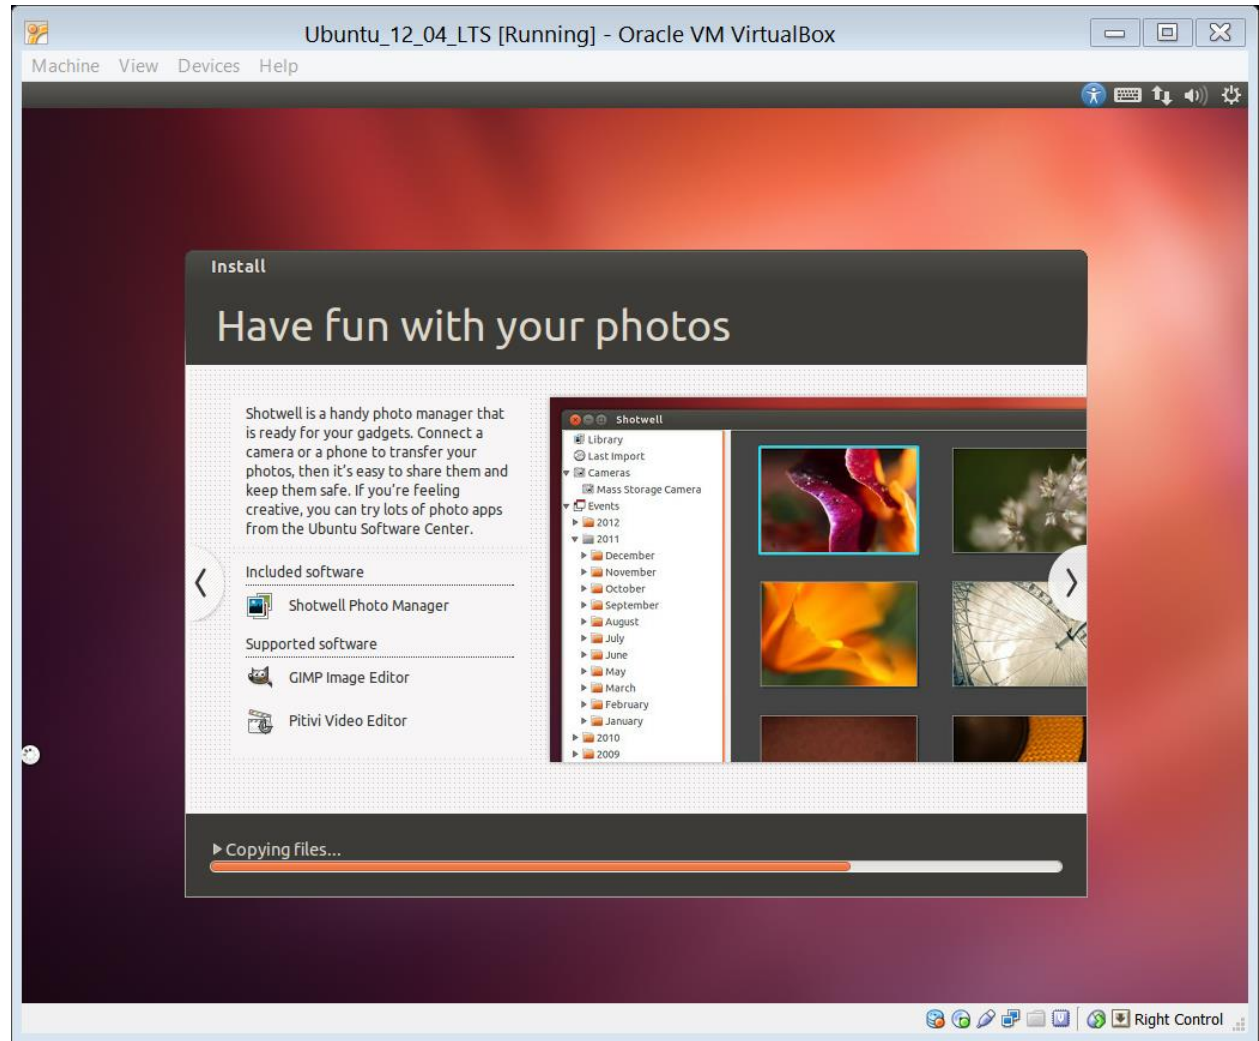 Ubuntu_12_04_LTS [Running] - Oracle VM VirtualBox
Machine View Devices Help
Install
Have fun with your photos
Shotwell is a handy photo manager that
is ready for your gadgets. Connect a
camera or a phone to transfer your
photos, then it's easy to share them and
keep them safe. If you're feeling
creative, you can try lots of photo apps
from the Ubuntu Software Center.
Included software
Shotwell Photo Manager
Supported software
GIMP Image Editor
Pitivi Video Editor
Shotwell
Library
Last Import
Cameras
Mass Storage Camera
Events
2012
2011
December
November
October
September
August
July
June
May
March
February
January
2010
2009
Copying files...
Right Control